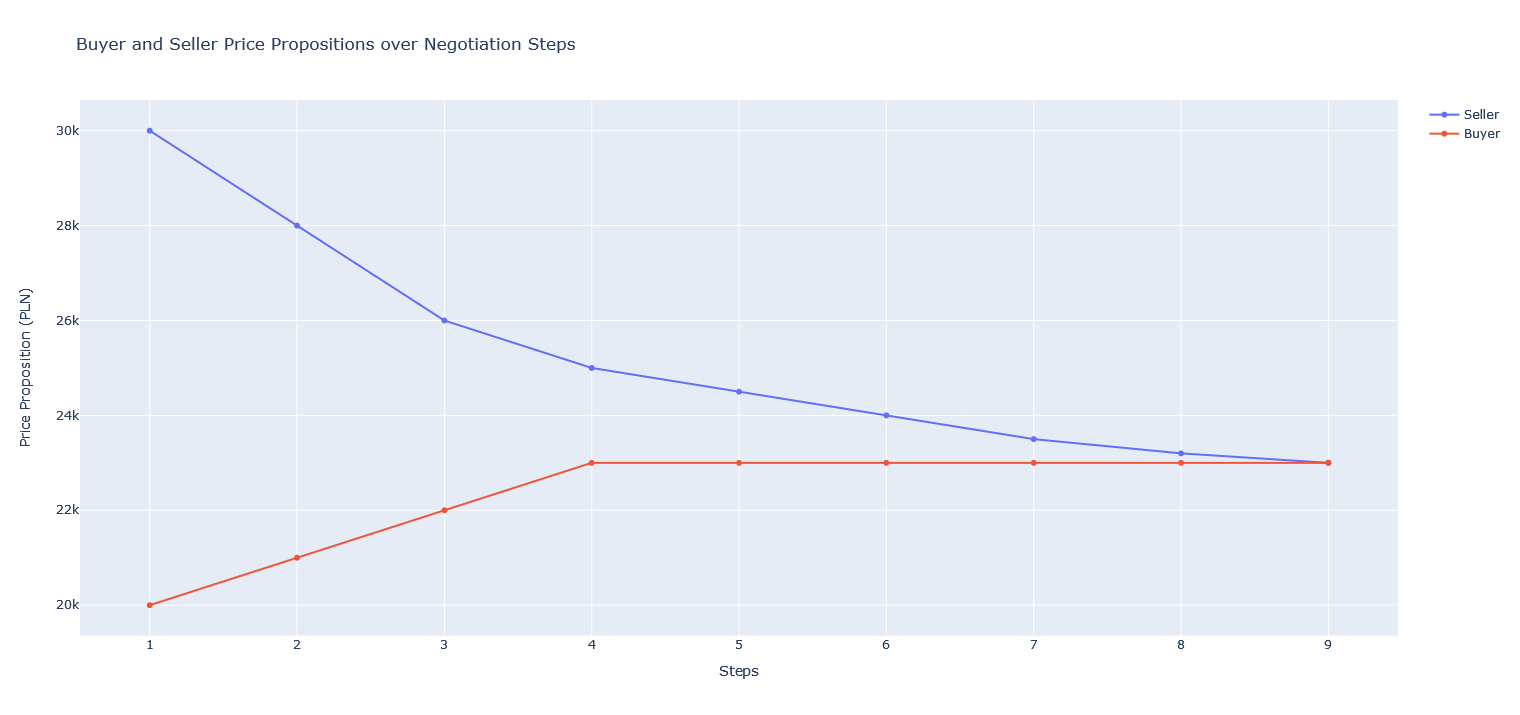 Buyer and Seller Price Propositions over Negotiation Steps
Seller
Buyer
Price Proposition (PLN)
30k
28k
26k
24k
22k
20k
1 2 3 4 5 6 7 8 9
Steps